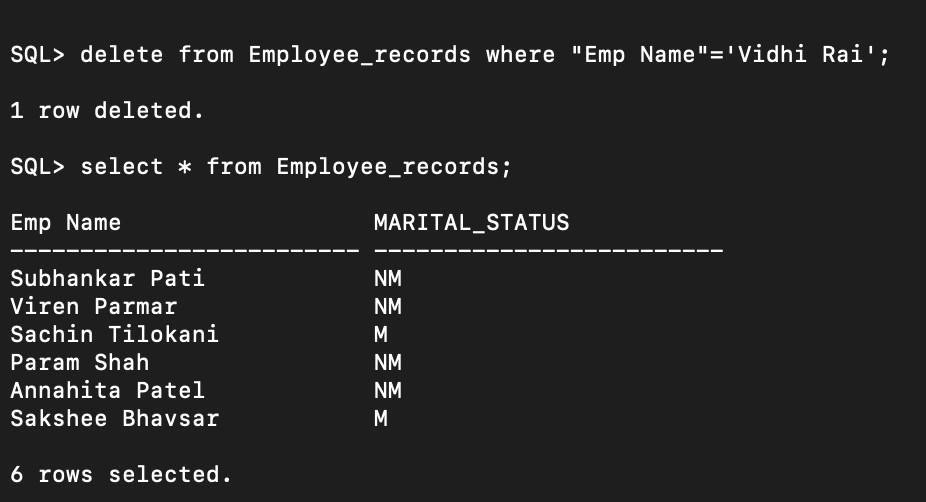 SQL> delete from Employee_records where "Emp Name"='Vidhi Rai';
1 row deleted.
SQL> select * from Employee_records;
Emp Name                  MARITAL_STATUS
------------------------- -------------------------
Subhankar Pati            NM
Viren Parmar              NM
Sachin Tilokani           M
Param Shah                NM
Annahita Patel            NM
Sakshee Bhavsar           M
6 rows selected.